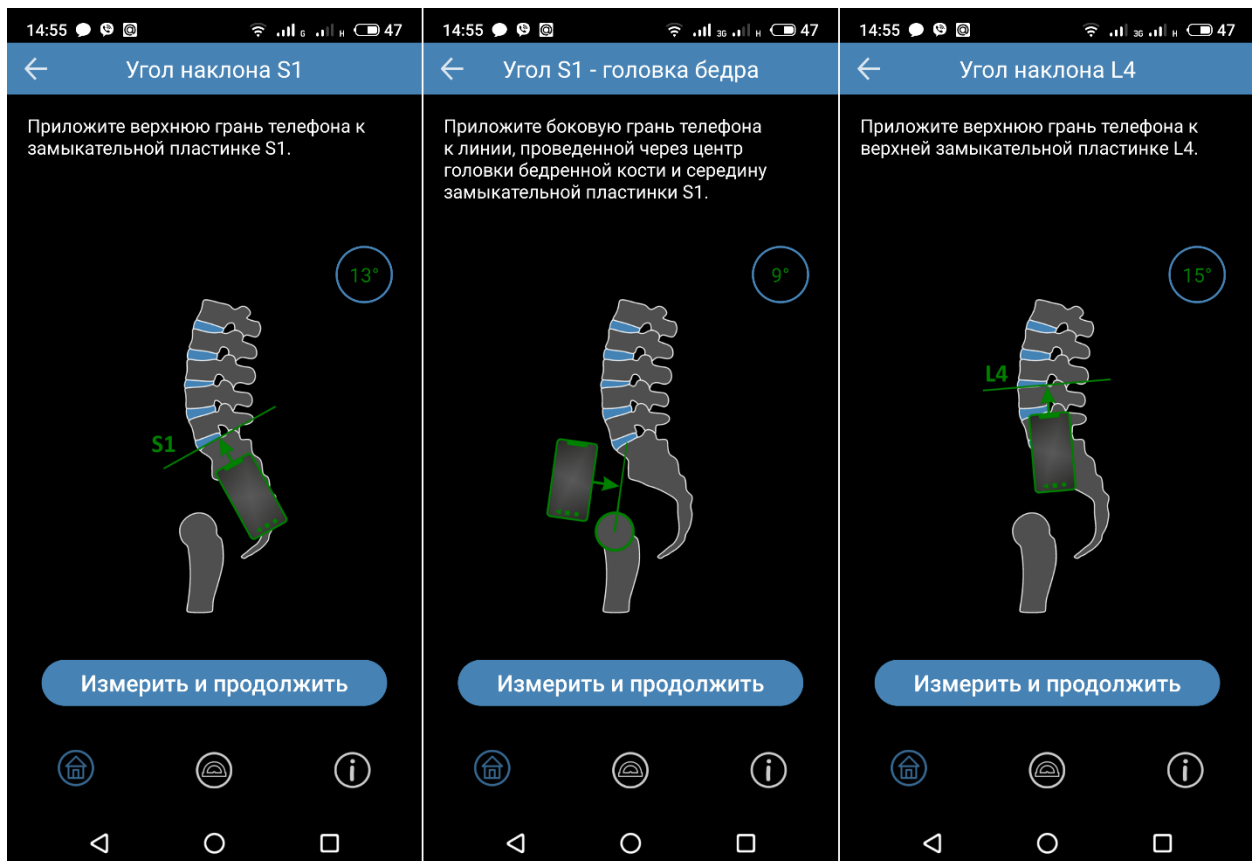 14:55 G H 47
Угол наклона S1
Приложите верхнюю грань телефона к
замыкательной пластинке S1.
13°
S1
Измерить и продолжить
14:55 3G H 47
Угол S1 - головка бедра
Приложите боковую грань телефона
к линии, проведенной через центр
головки бедренной кости и середину
замыкательной пластинки S1.
9°
Измерить и продолжить
14:55 3G H 47
Угол наклона L4
Приложите верхнюю грань телефона к
верхней замыкательной пластинке L4.
15°
L4
Измерить и продолжить